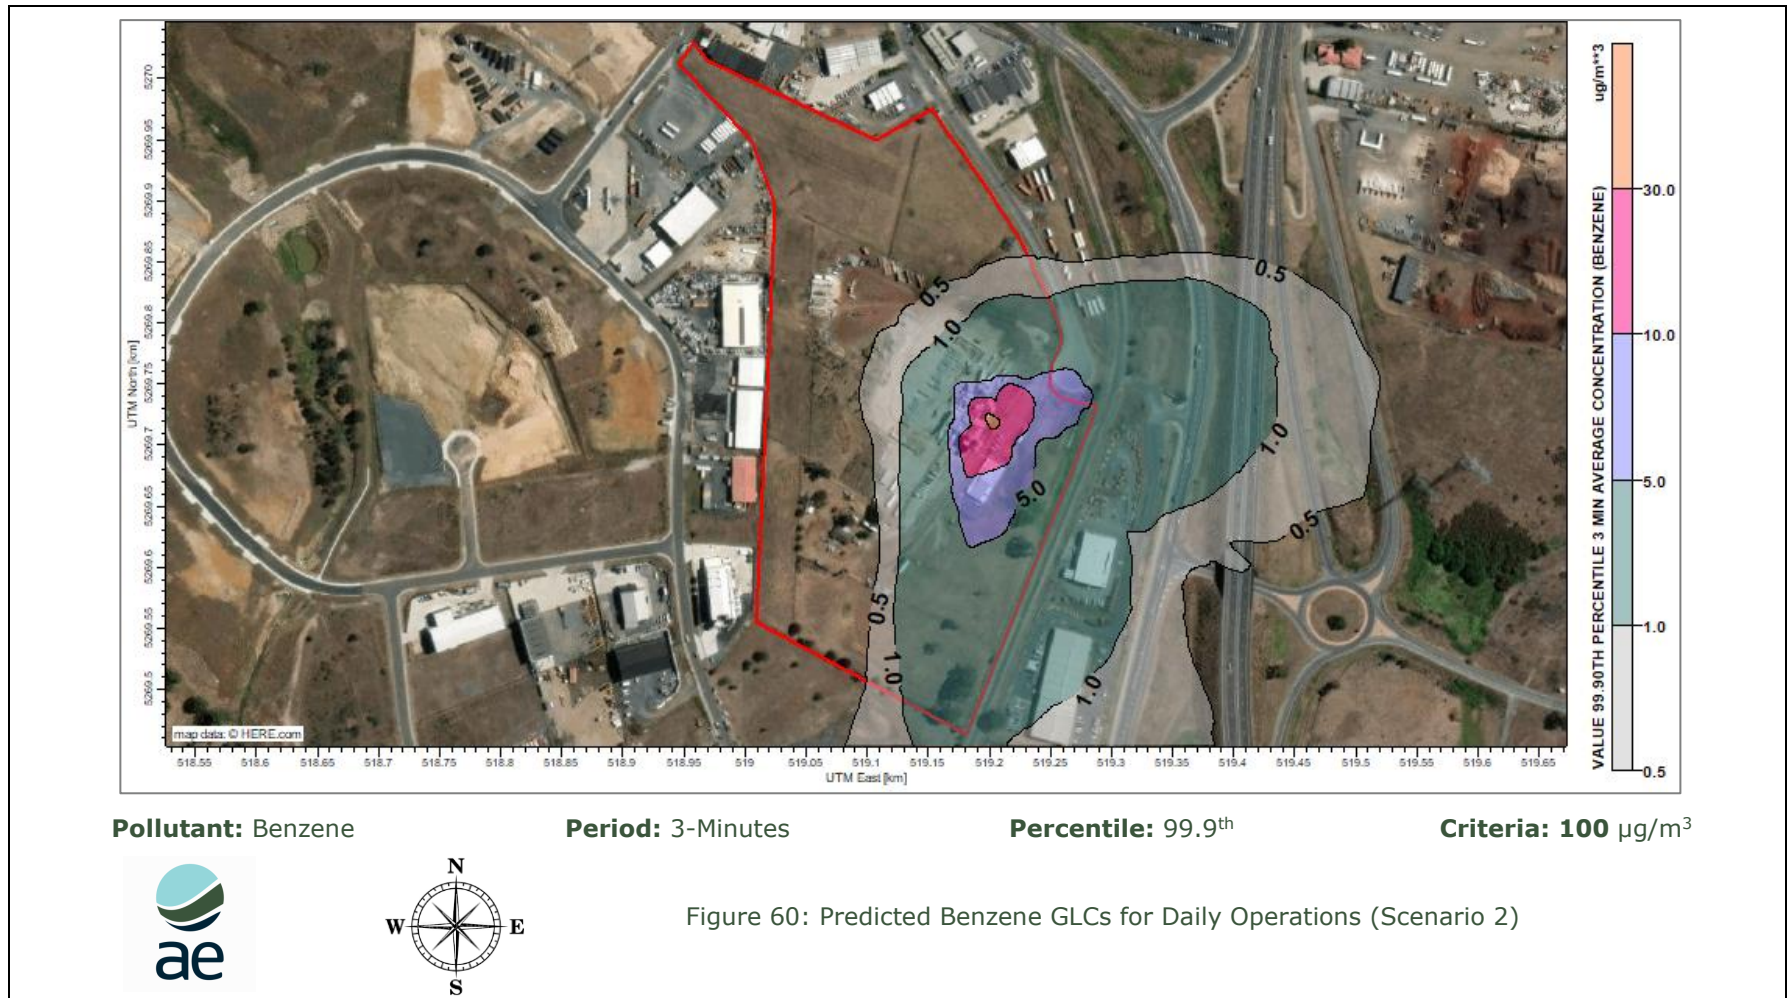 UTM North [km]
5270
5269.95
5269.9
5269.85
5269.8
5269.75
5269.7
5269.65
5269.6
5269.55
5269.5
0.5
0.5
1.0
1.0
5.0
0.5
0.5
1.0
1.0
map data: © HERE.com
518.55 518.6 518.65 518.7 518.75 518.8 518.85 518.9 518.95 519 519.05 519.1 519.15 519.2 519.25 519.3 519.35 519.4 519.45 519.5 519.55 519.6 519.65
UTM East [km]
VALUE 99.90TH PERCENTILE 3 MIN AVERAGE CONCENTRATION (BENZENE) ug/m**3
30.0
10.0
5.0
1.0
0.5
Pollutant: Benzene Period: 3-Minutes Percentile: 99.9th Criteria: 100 µg/m3
ae
N
W E
S
Figure 60: Predicted Benzene GLCs for Daily Operations (Scenario 2)